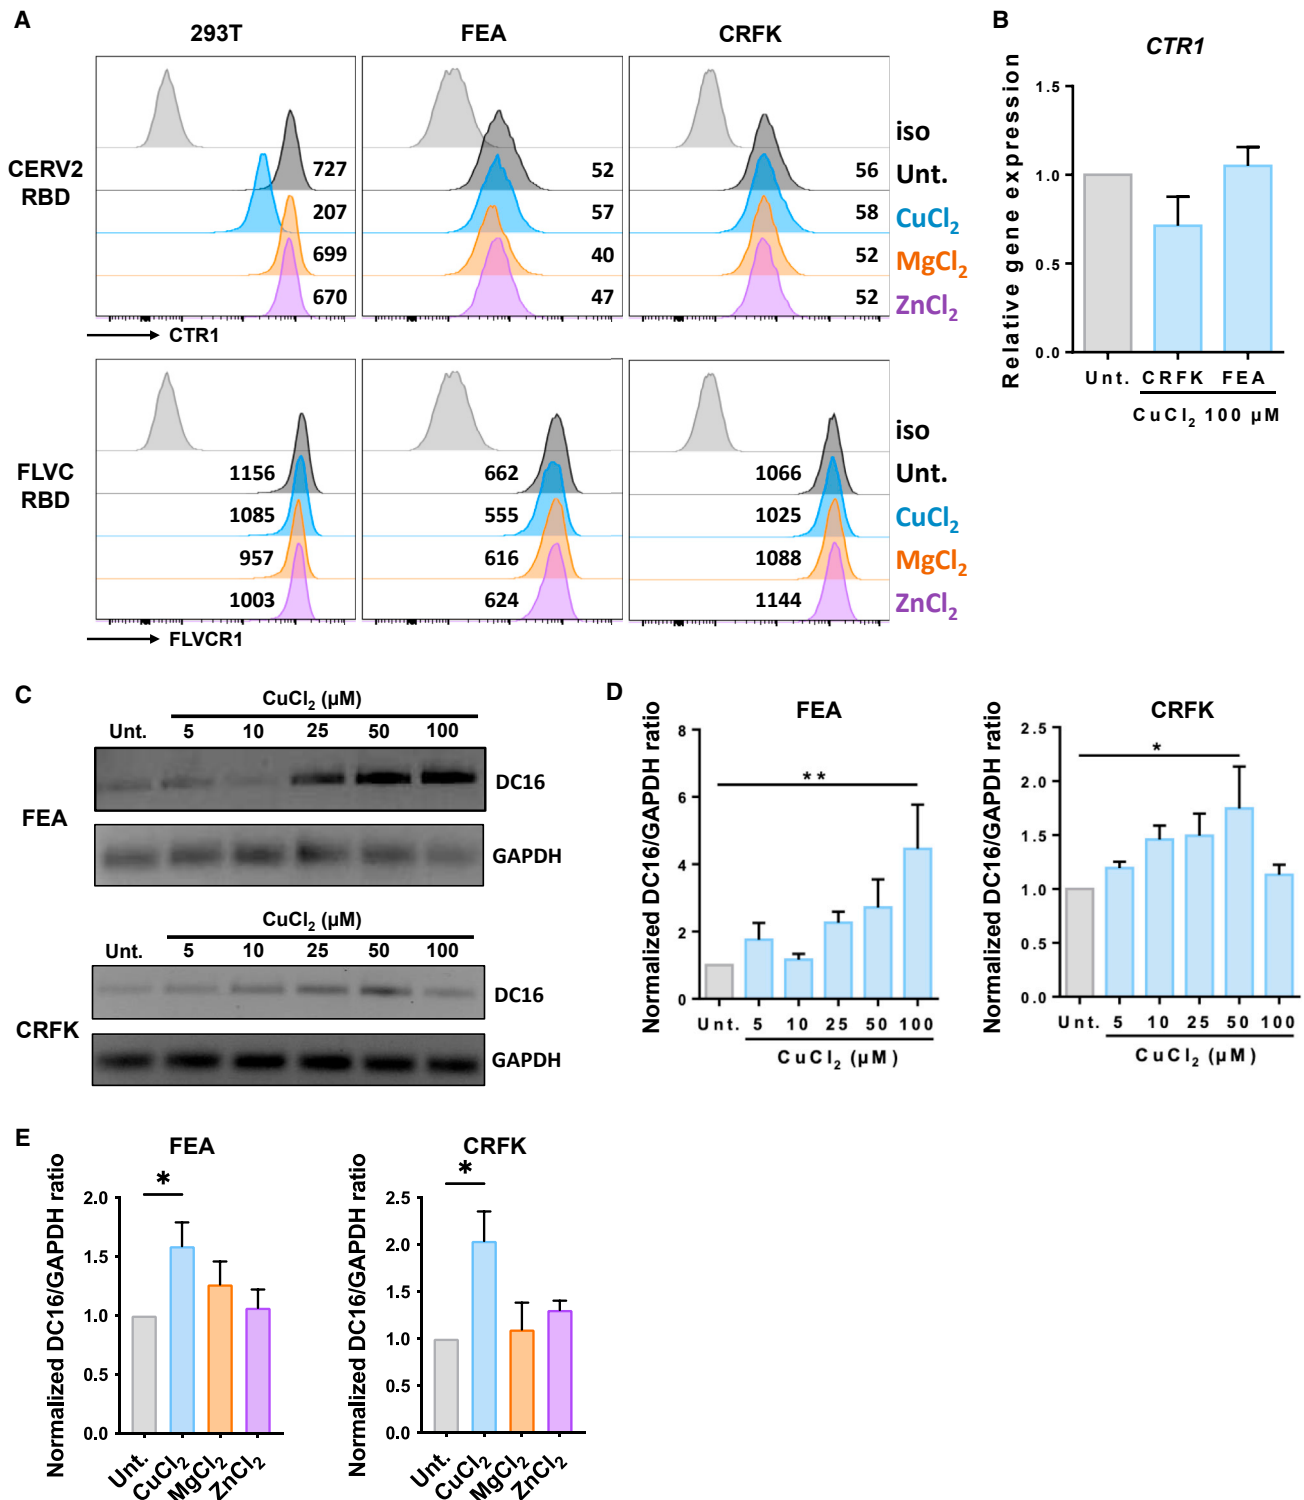 A
293T
FEA
CRFK
CERV2
RBD
iso
727
52
56
Unt.
207
57
58
CuCl₂
699
40
52
MgCl₂
670
47
52
ZnCl₂
CTR1
FLVC
RBD
iso
1156
662
1066
Unt.
1085
555
1025
CuCl₂
957
616
1088
MgCl₂
1003
624
1144
ZnCl₂
FLVCR1
B
CTR1
Relative gene expression
1.5
1.0
0.5
0.0
Unt.
CRFK
FEA
CuCl₂ 100 µM
C
CuCl₂ (µM)
Unt.
5
10
25
50
100
FEA
DC16
GAPDH
CuCl₂ (µM)
Unt.
5
10
25
50
100
CRFK
DC16
GAPDH
D
FEA
Normalized DC16/GAPDH ratio
8
6
4
2
0
**
Unt.
5
10
25
50
100
CuCl₂ (µM)
CRFK
Normalized DC16/GAPDH ratio
2.5
2.0
1.5
1.0
0.5
0.0
*
Unt.
5
10
25
50
100
CuCl₂ (µM)
E
FEA
Normalized DC16/GAPDH ratio
2.0
1.5
1.0
0.5
0.0
*
Unt.
CuCl₂
MgCl₂
ZnCl₂
CRFK
Normalized DC16/GAPDH ratio
2.5
2.0
1.5
1.0
0.5
0.0
*
Unt.
CuCl₂
MgCl₂
ZnCl₂